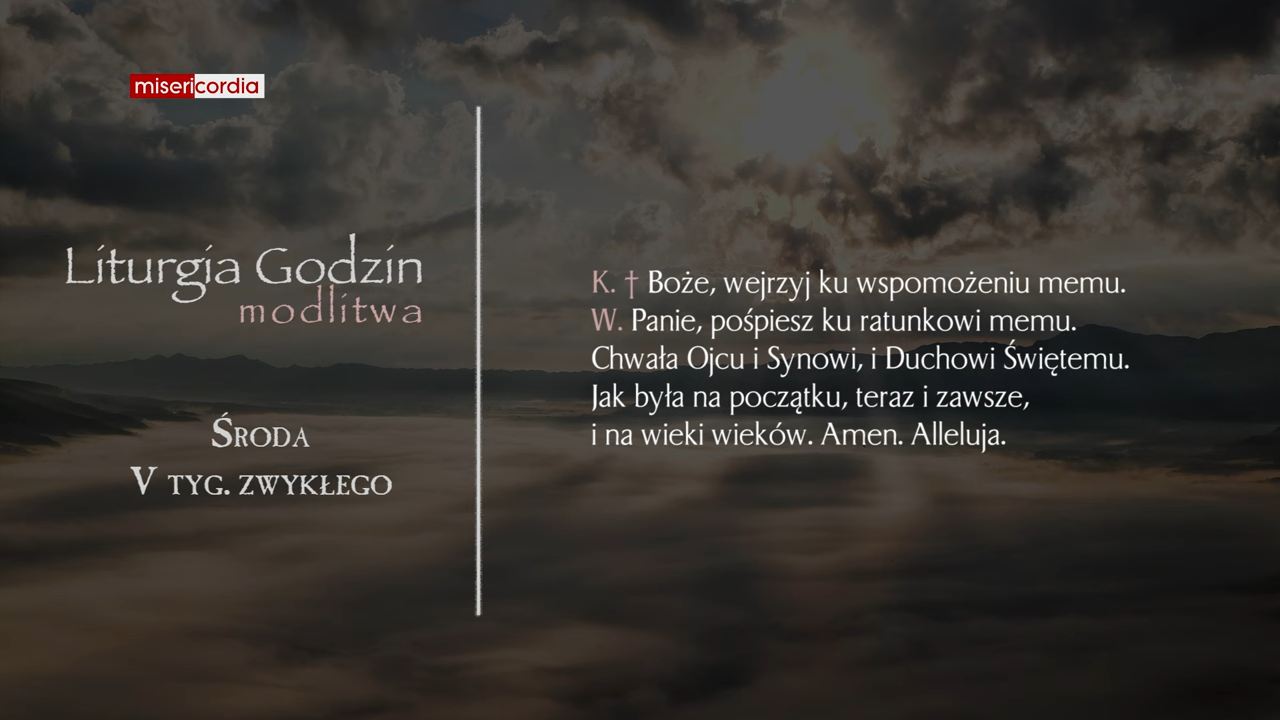 misericordia
Liturgia Godzin
modlitwa
Środa
V tyg. zwykłego
K. † Boże, wejrzyj ku wspomożeniu memu.
W. Panie, pośpiesz ku ratunkowi memu.
Chwała Ojcu i Synowi, i Duchowi Świętemu.
Jak była na początku, teraz i zawsze,
i na wieki wieków. Amen. Alleluja.